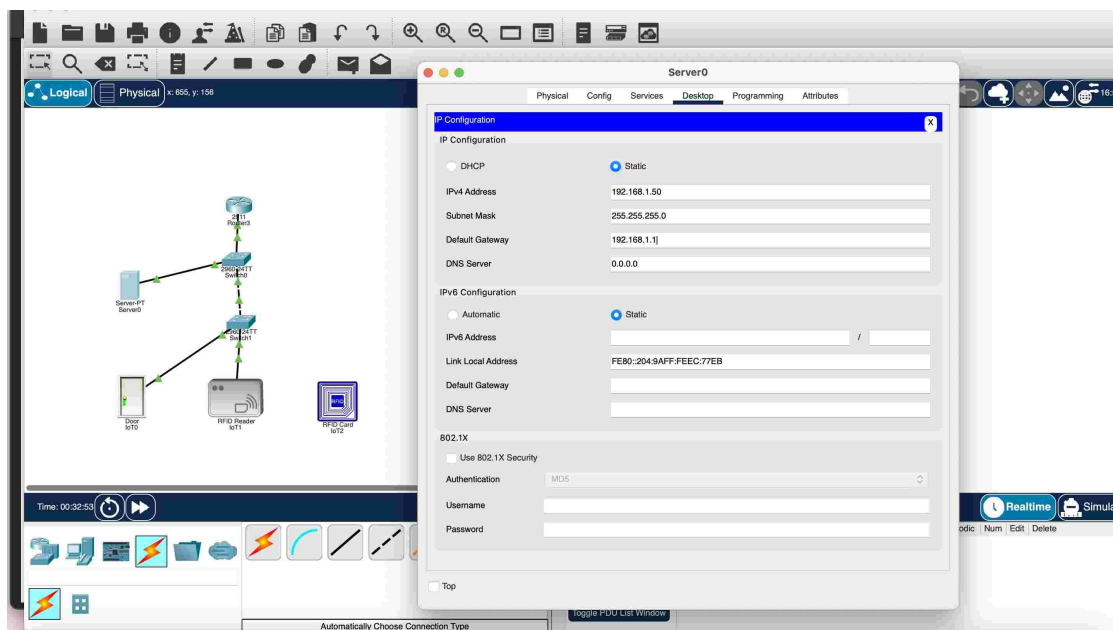 Server0
Logical
Physical
x: 655, y: 156
16:
Physical Config Services Desktop Programming Attributes
IP Configuration
X
IP Configuration
DHCP
Static
IPv4 Address
192.168.1.50
Subnet Mask
255.255.255.0
Default Gateway
192.168.1.1
DNS Server
0.0.0.0
IPv6 Configuration
Automatic
Static
IPv6 Address
/
Link Local Address
FE80::204:9AFF:FEEC:77EB
Default Gateway
DNS Server
802.1X
Use 802.1X Security
Authentication
MD5
Username
Password
Top
2911
Router3
2960-24TT
Switch0
Server-PT
Server0
2960-24TT
Switch1
Door
IoT0
RFID Reader
IoT1
RFID
RFID Card
IoT2
Time: 00:32:53
Realtime
Simula
odic Num Edit Delete
Toggle PDU List Window
Automatically Choose Connection Type